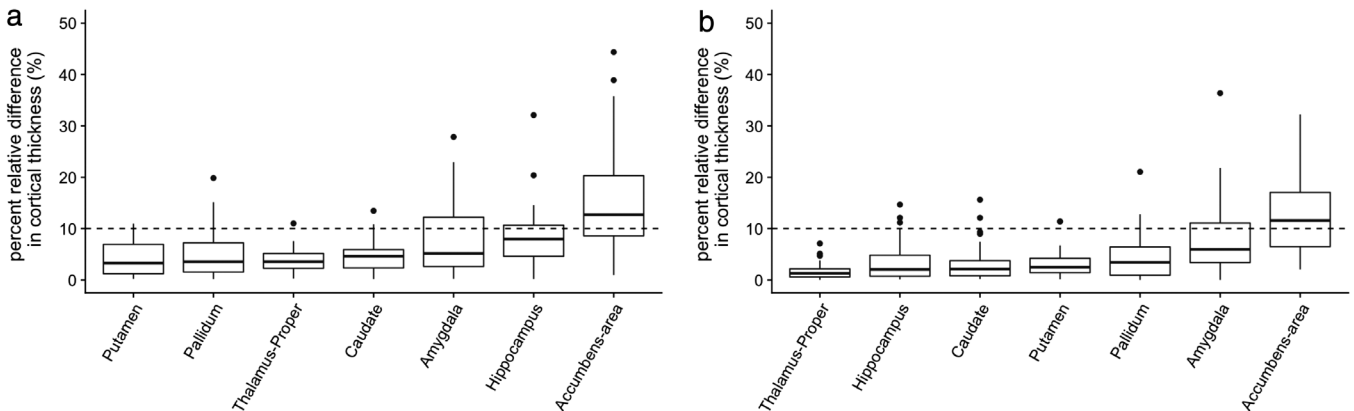 a
percent relative difference
in cortical thickness (%)
50
40
30
20
10
0
Putamen
Pallidum
Thalamus-Proper
Caudate
Amygdala
Hippocampus
Accumbens-area
b
percent relative difference
in cortical thickness (%)
50
40
30
20
10
0
Thalamus-Proper
Hippocampus
Caudate
Putamen
Pallidum
Amygdala
Accumbens-area